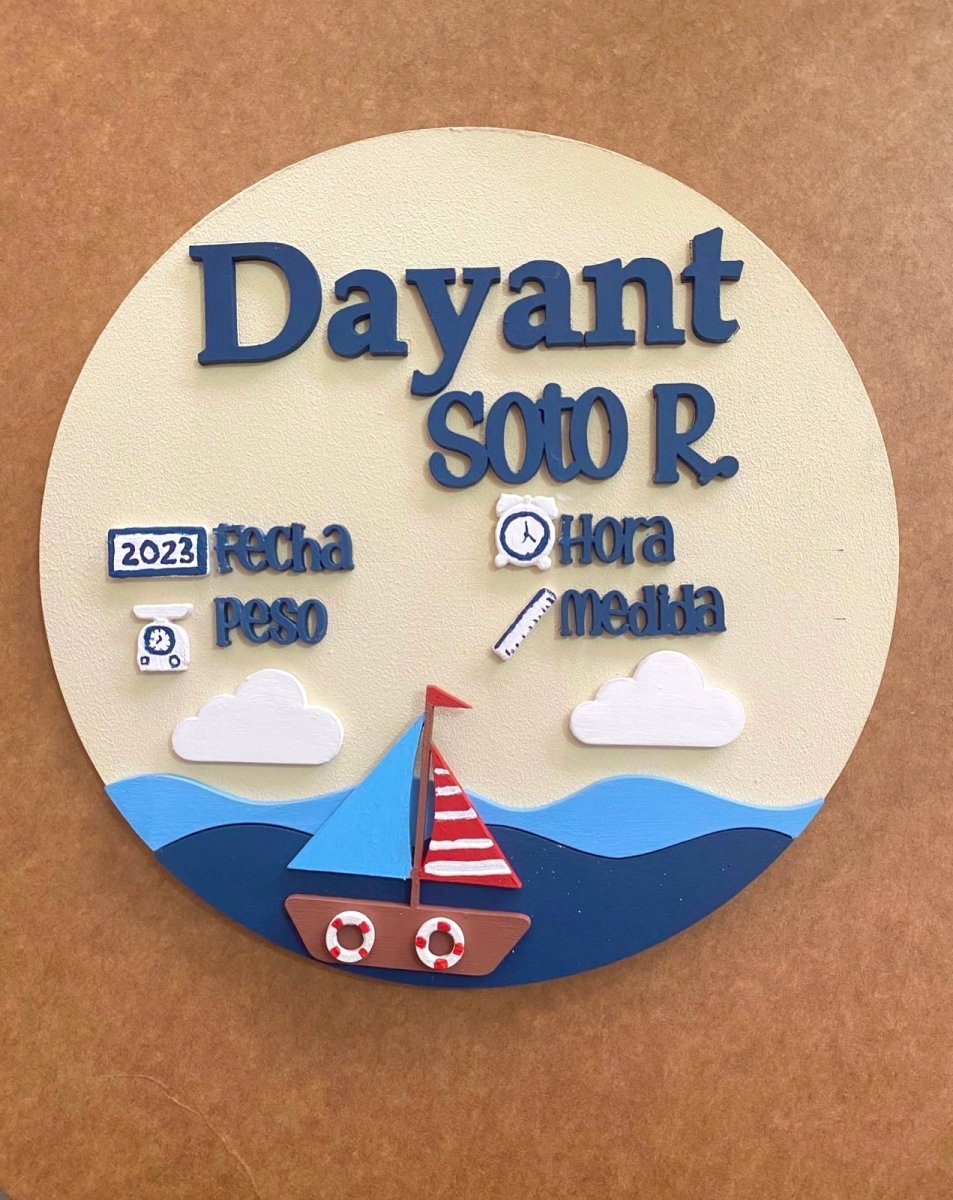 Dayant
Soto R.
2023 Fecha
Hora
Peso
Medida